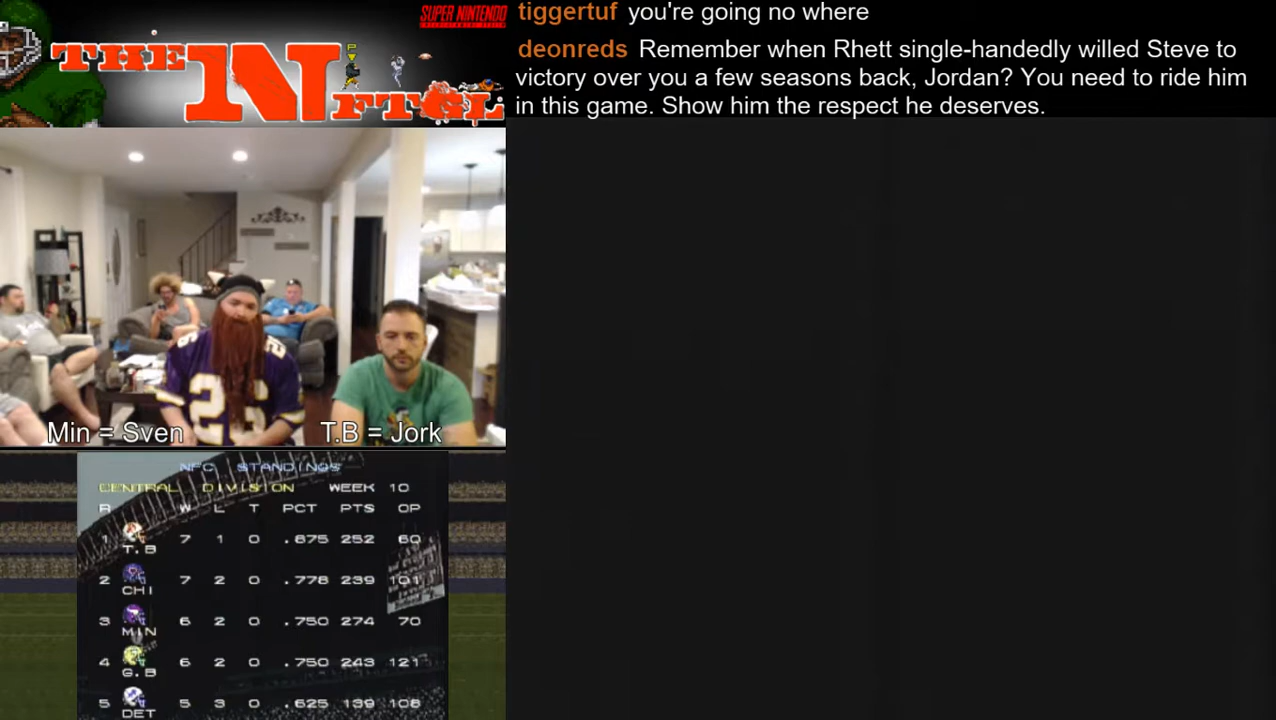 SUPER NINTENDO
THE
NFTGL
P
tiggertuf you're going no where
deonreds Remember when Rhett single-handedly willed Steve to
victory over you a few seasons back, Jordan? You need to ride him
in this game. Show him the respect he deserves.
26
Min = Sven
T.B = Jork
NFC STANDINGS
CENTRAL DIVISION WEEK 10
R W L T PCT PTS OP
1 T.B 7 1 0 .875 252 60
2 CHI 7 2 0 .778 239 101
3 MIN 6 2 0 .750 274 70
4 G.B 6 2 0 .750 243 121
5 DET 5 3 0 .625 139 108